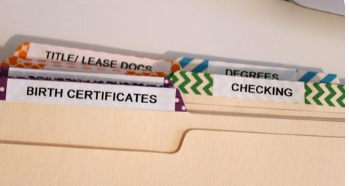 TITLE/ LEASE DOCS
DEGREES
BIRTH CERTIFICATES
CHECKING